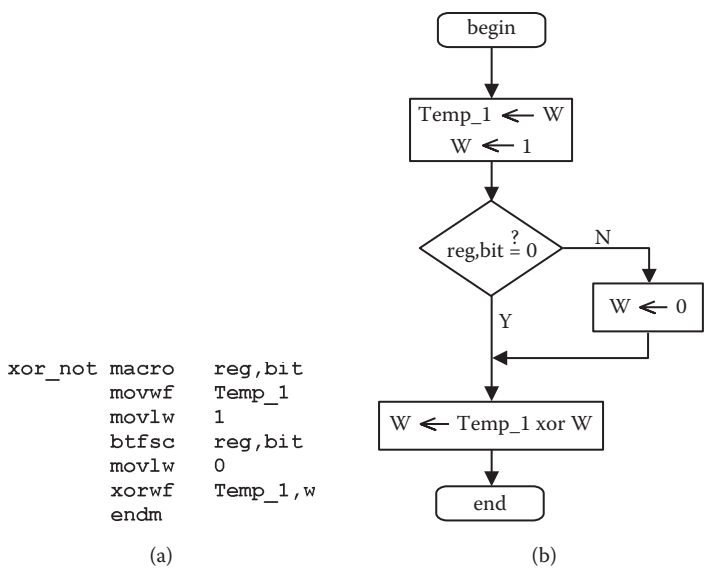 xor_not macro reg,bit
movwf Temp_1
movlw 1
btfsc reg,bit
movlw 0
xorwf Temp_1,w
endm
(a)
begin
Temp_1 ← W
W ← 1
reg,bit ≟ 0
N
W ← 0
Y
W ← Temp_1 xor W
end
(b)